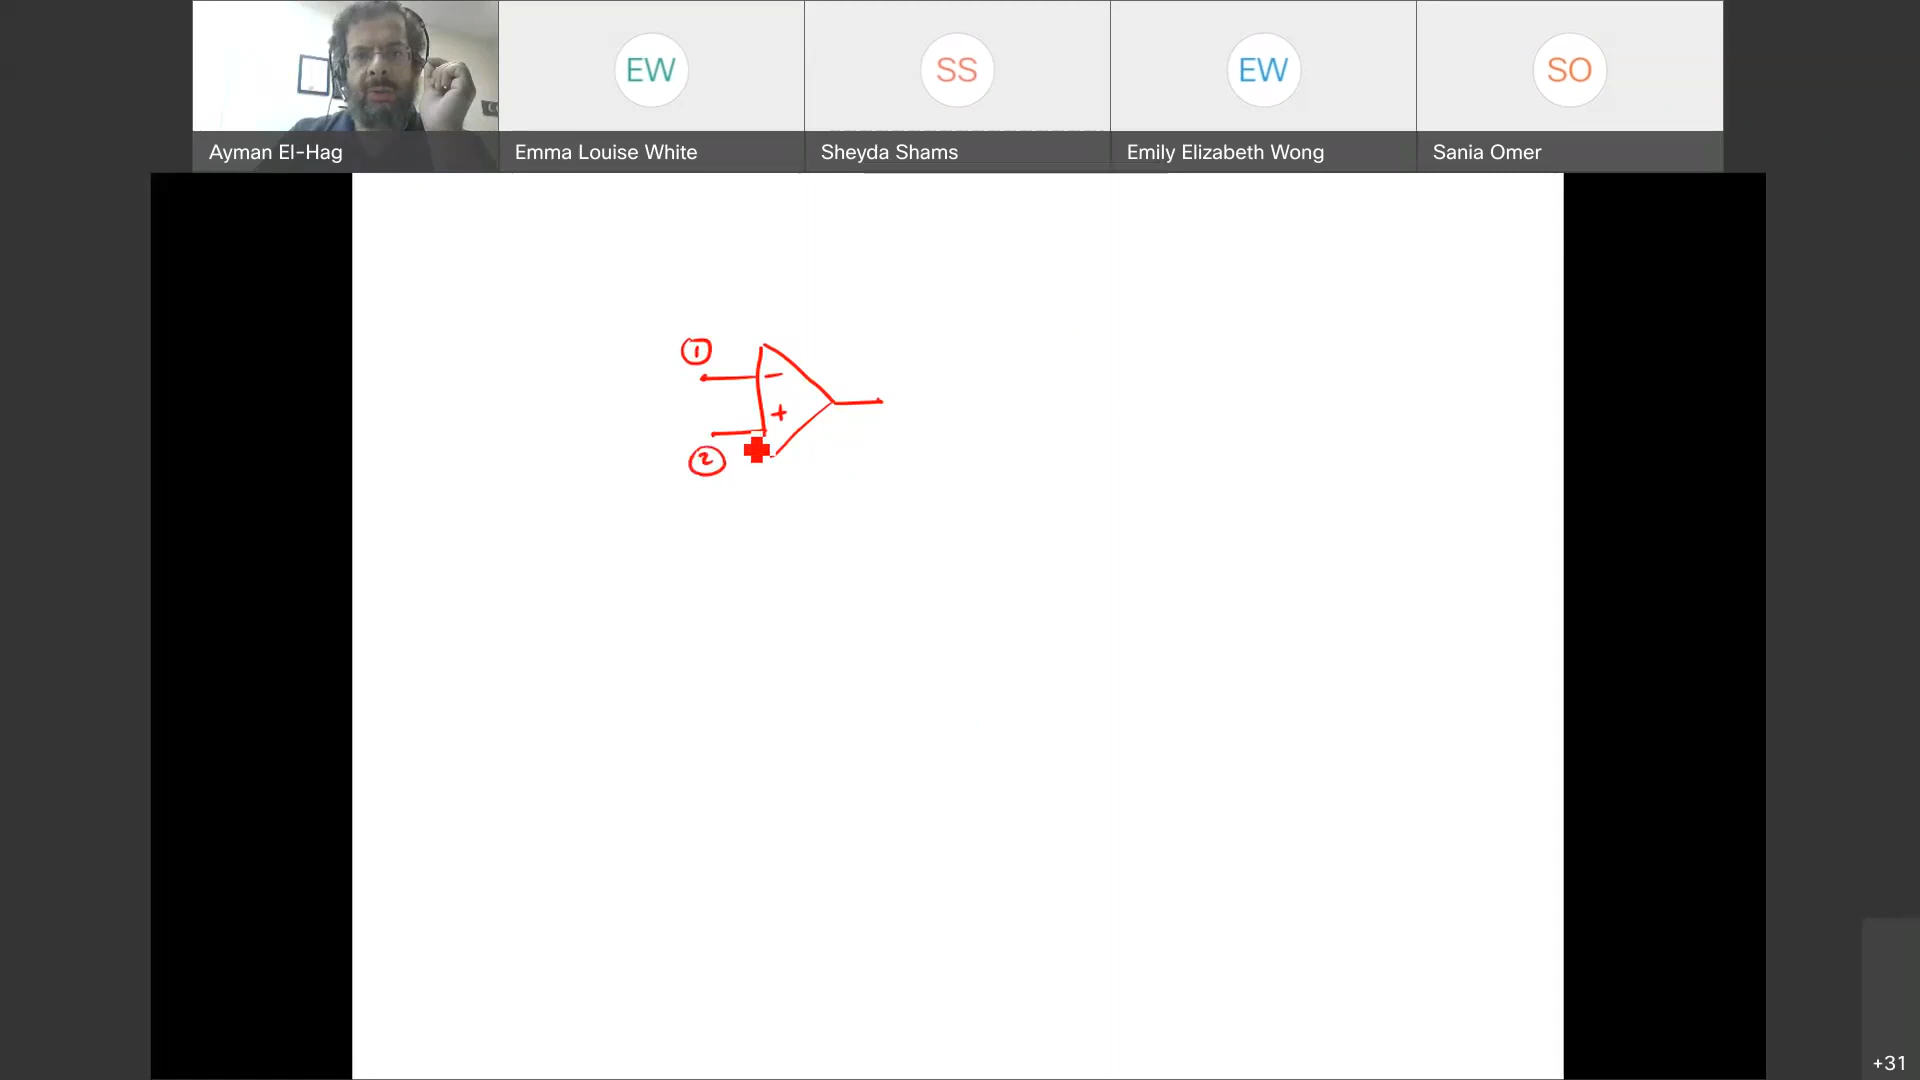 EW
SS
EW
SO
Ayman El-Hag
Emma Louise White
Sheyda Shams
Emily Elizabeth Wong
Sania Omer
1
-
+
2
+31